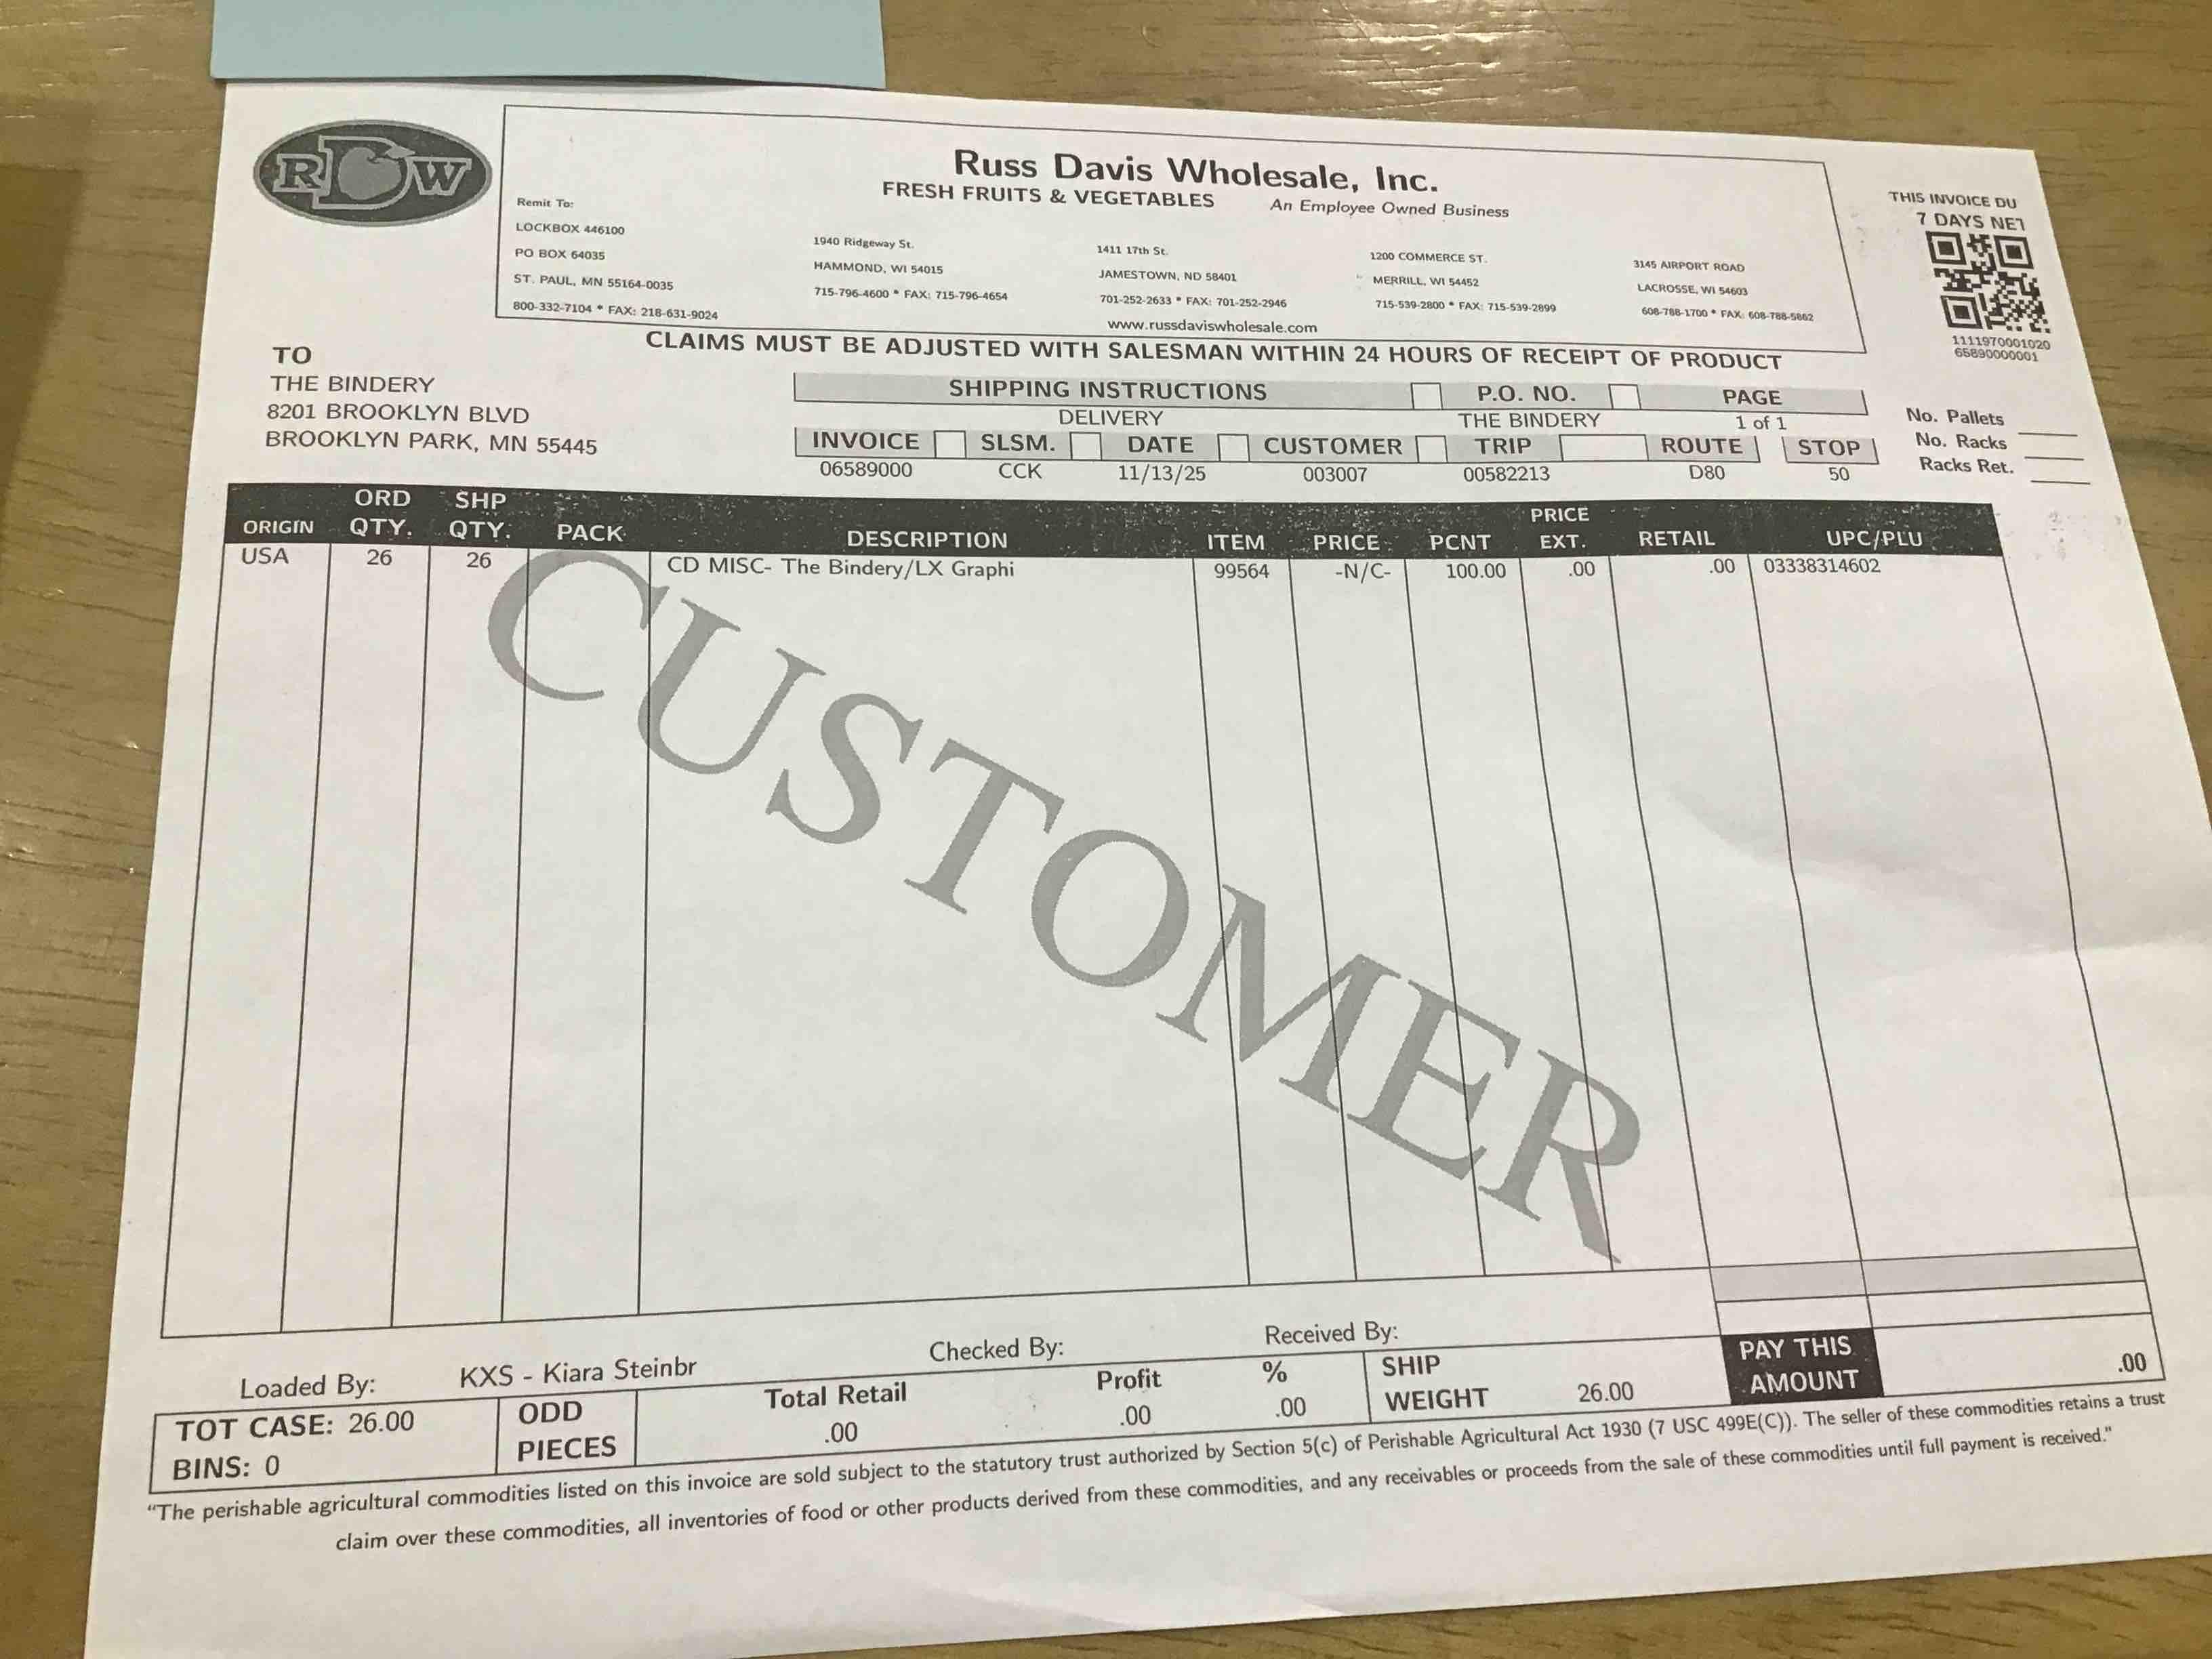 RDW
Russ Davis Wholesale, Inc.
FRESH FRUITS & VEGETABLES An Employee Owned Business
Remit To:
LOCKBOX 446100
PO BOX 64035
ST. PAUL, MN 55164-0035
800-332-7104 * FAX: 218-631-9024
1940 Ridgeway St.
HAMMOND, WI 54015
715-796-4600 * FAX: 715-796-4654
1411 17th St.
JAMESTOWN, ND 58401
701-252-2633 * FAX: 701-252-2946
1200 COMMERCE ST.
MERRILL, WI 54452
715-539-2800 * FAX: 715-539-2899
3145 AIRPORT ROAD
LACROSSE, WI 54603
608-788-1700 * FAX: 608-788-5862
www.russdaviswholesale.com
THIS INVOICE DU
7 DAYS NET
1111970001020
65890000001
CLAIMS MUST BE ADJUSTED WITH SALESMAN WITHIN 24 HOURS OF RECEIPT OF PRODUCT
TO
THE BINDERY
8201 BROOKLYN BLVD
BROOKLYN PARK, MN 55445
SHIPPING INSTRUCTIONS P.O. NO. PAGE
DELIVERY THE BINDERY 1 of 1
INVOICE SLSM. DATE CUSTOMER TRIP ROUTE STOP
06589000 CCK 11/13/25 003007 00582213 D80 50
No. Pallets
No. Racks
Racks Ret.
ORIGIN ORD QTY. SHP QTY. PACK DESCRIPTION ITEM PRICE PCNT PRICE EXT. RETAIL UPC/PLU
USA 26 26 CD MISC- The Bindery/LX Graphi 99564 -N/C- 100.00 .00 .00 03338314602
CUSTOMER
Loaded By: KXS - Kiara Steinbr Checked By: Received By:
TOT CASE: 26.00
BINS: 0
ODD
PIECES
Total Retail
.00
Profit
.00
%
.00
SHIP
WEIGHT 26.00
PAY THIS
AMOUNT
.00
"The perishable agricultural commodities listed on this invoice are sold subject to the statutory trust authorized by Section 5(c) of Perishable Agricultural Act 1930 (7 USC 499E(C)). The seller of these commodities retains a trust
claim over these commodities, all inventories of food or other products derived from these commodities, and any receivables or proceeds from the sale of these commodities until full payment is received."